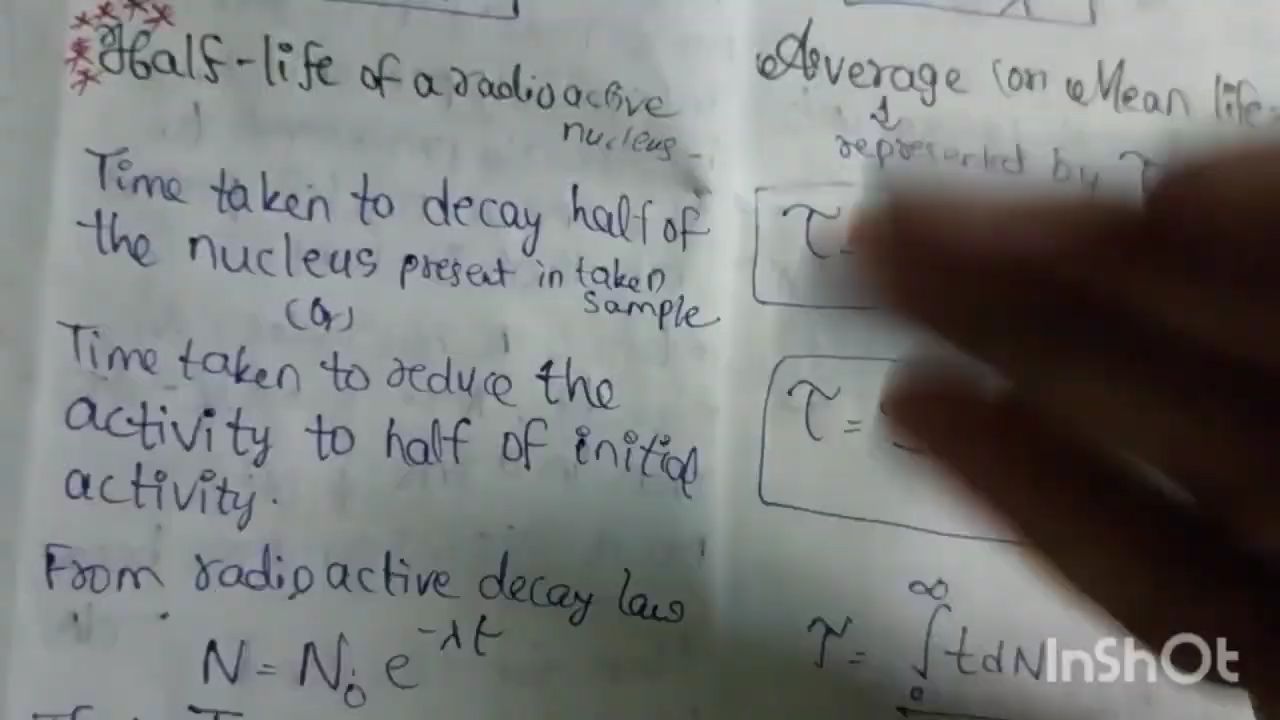 Half-life of a radioactive
nucleus -
Time taken to decay half of
the nucleus present in taken
sample
(or)
Time taken to reduce the
activity to half of initial
activity.
From radioactive decay law
N = N₀ e^-λt
Average (or) Mean life-
represented by τ
τ =
τ =
τ = ∫₀^∞ t dN
InShOt